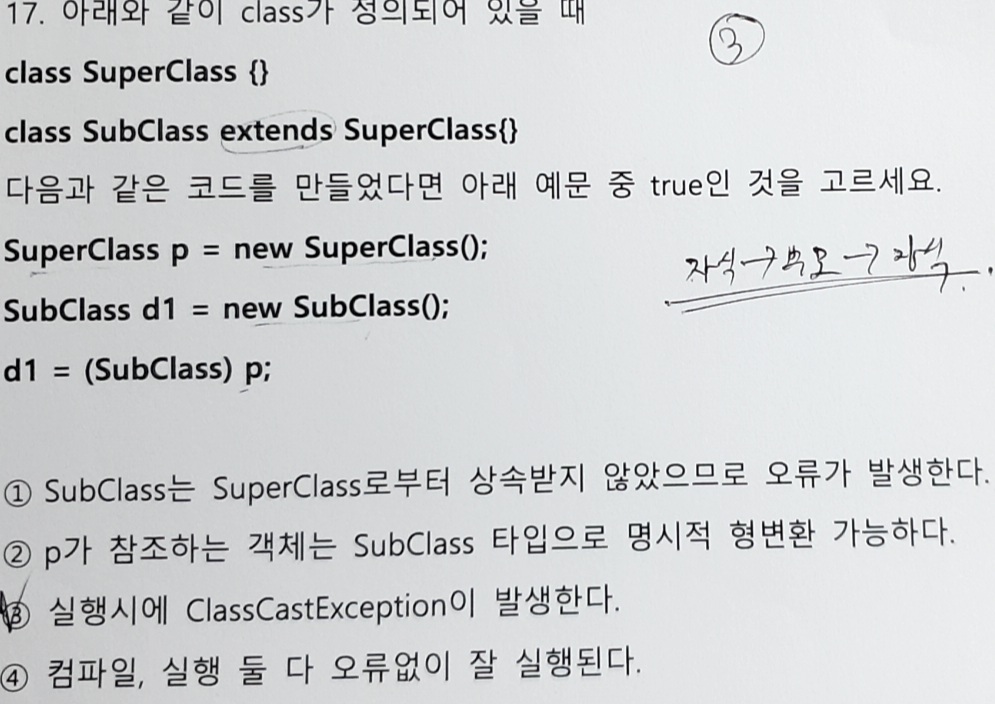 17. 아래와 같이 class가 정의되어 있을 때
③
class SuperClass {}
class SubClass extends SuperClass{}
다음과 같은 코드를 만들었다면 아래 예문 중 true인 것을 고르세요.
SuperClass p = new SuperClass();
자식→부모→자식.
SubClass d1 = new SubClass();
d1 = (SubClass) p;
① SubClass는 SuperClass로부터 상속받지 않았으므로 오류가 발생한다.
② p가 참조하는 객체는 SubClass 타입으로 명시적 형변환 가능하다.
③ 실행시에 ClassCastException이 발생한다.
④ 컴파일, 실행 둘 다 오류없이 잘 실행된다.